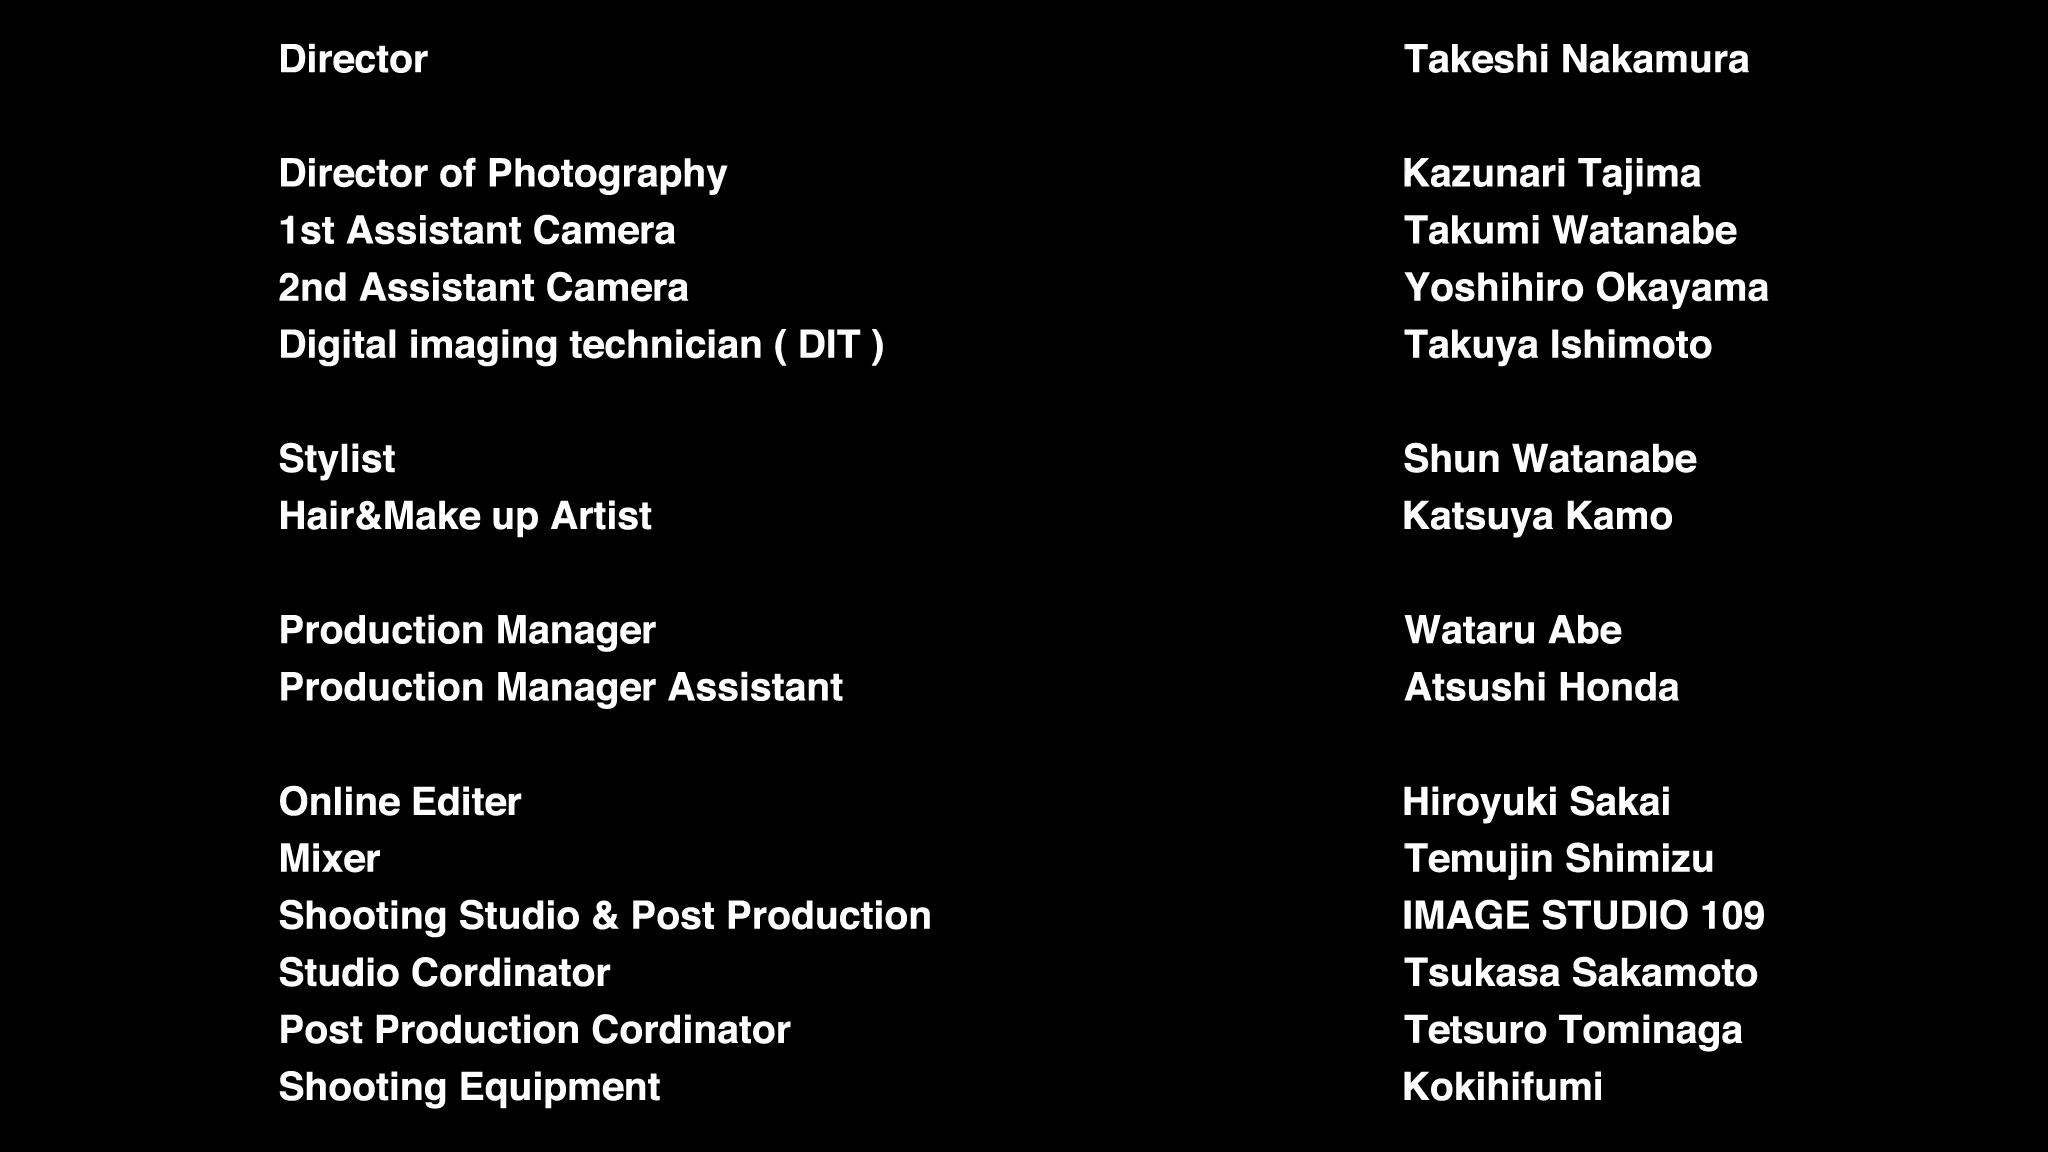 Director Takeshi Nakamura
Director of Photography Kazunari Tajima
1st Assistant Camera Takumi Watanabe
2nd Assistant Camera Yoshihiro Okayama
Digital imaging technician ( DIT ) Takuya Ishimoto
Stylist Shun Watanabe
Hair&Make up Artist Katsuya Kamo
Production Manager Wataru Abe
Production Manager Assistant Atsushi Honda
Online Editer Hiroyuki Sakai
Mixer Temujin Shimizu
Shooting Studio & Post Production IMAGE STUDIO 109
Studio Cordinator Tsukasa Sakamoto
Post Production Cordinator Tetsuro Tominaga
Shooting Equipment Kokihifumi